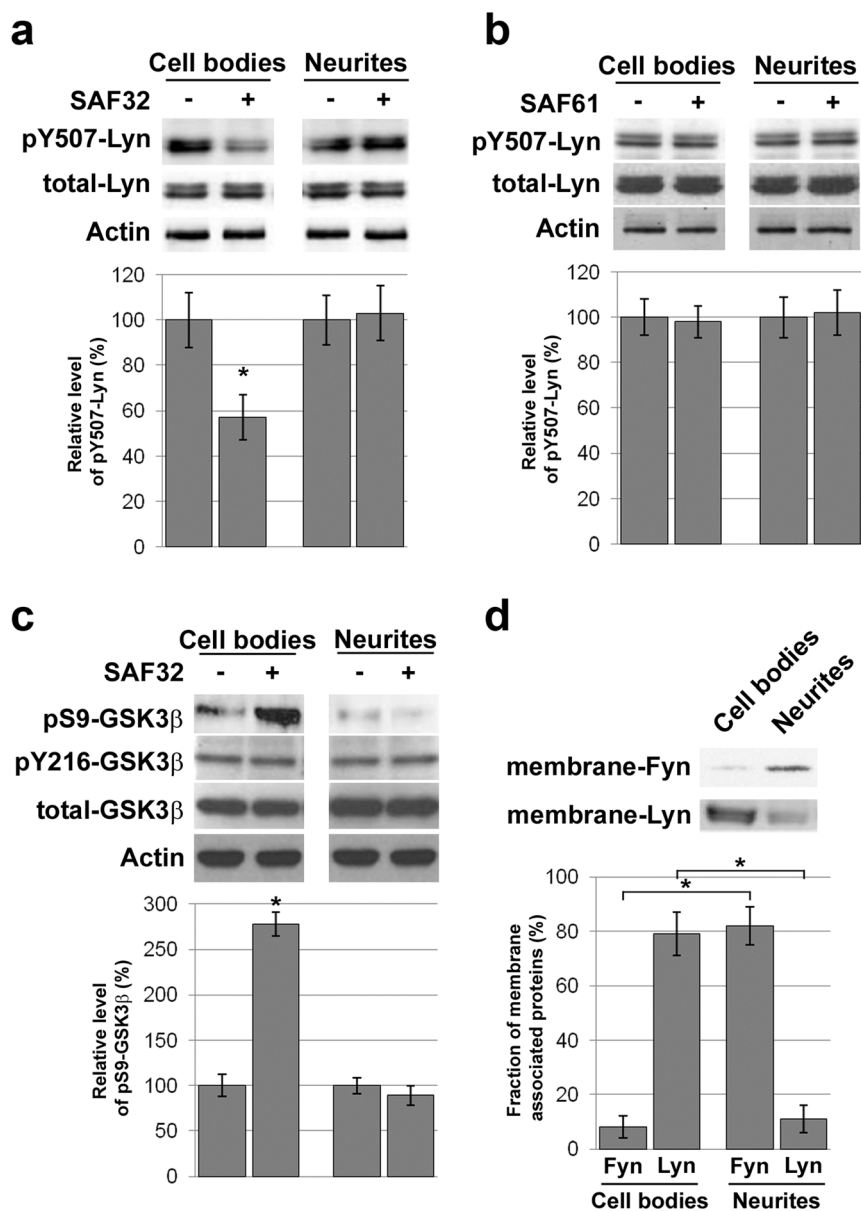 a
Cell bodies Neurites
SAF32 - + - +
pY507-Lyn
total-Lyn
Actin
Relative level
of pY507-Lyn (%)
120
100
80
60
40
20
0
*
b
Cell bodies Neurites
SAF61 - + - +
pY507-Lyn
total-Lyn
Actin
Relative level
of pY507-Lyn (%)
120
100
80
60
40
20
0
c
Cell bodies Neurites
SAF32 - + - +
pS9-GSK3β
pY216-GSK3β
total-GSK3β
Actin
Relative level
of pS9-GSK3β (%)
300
250
200
150
100
50
0
*
d
Cell bodies
Neurites
membrane-Fyn
membrane-Lyn
Fraction of membrane
associated proteins (%)
100
80
60
40
20
0
*
*
Fyn Lyn Fyn Lyn
Cell bodies Neurites